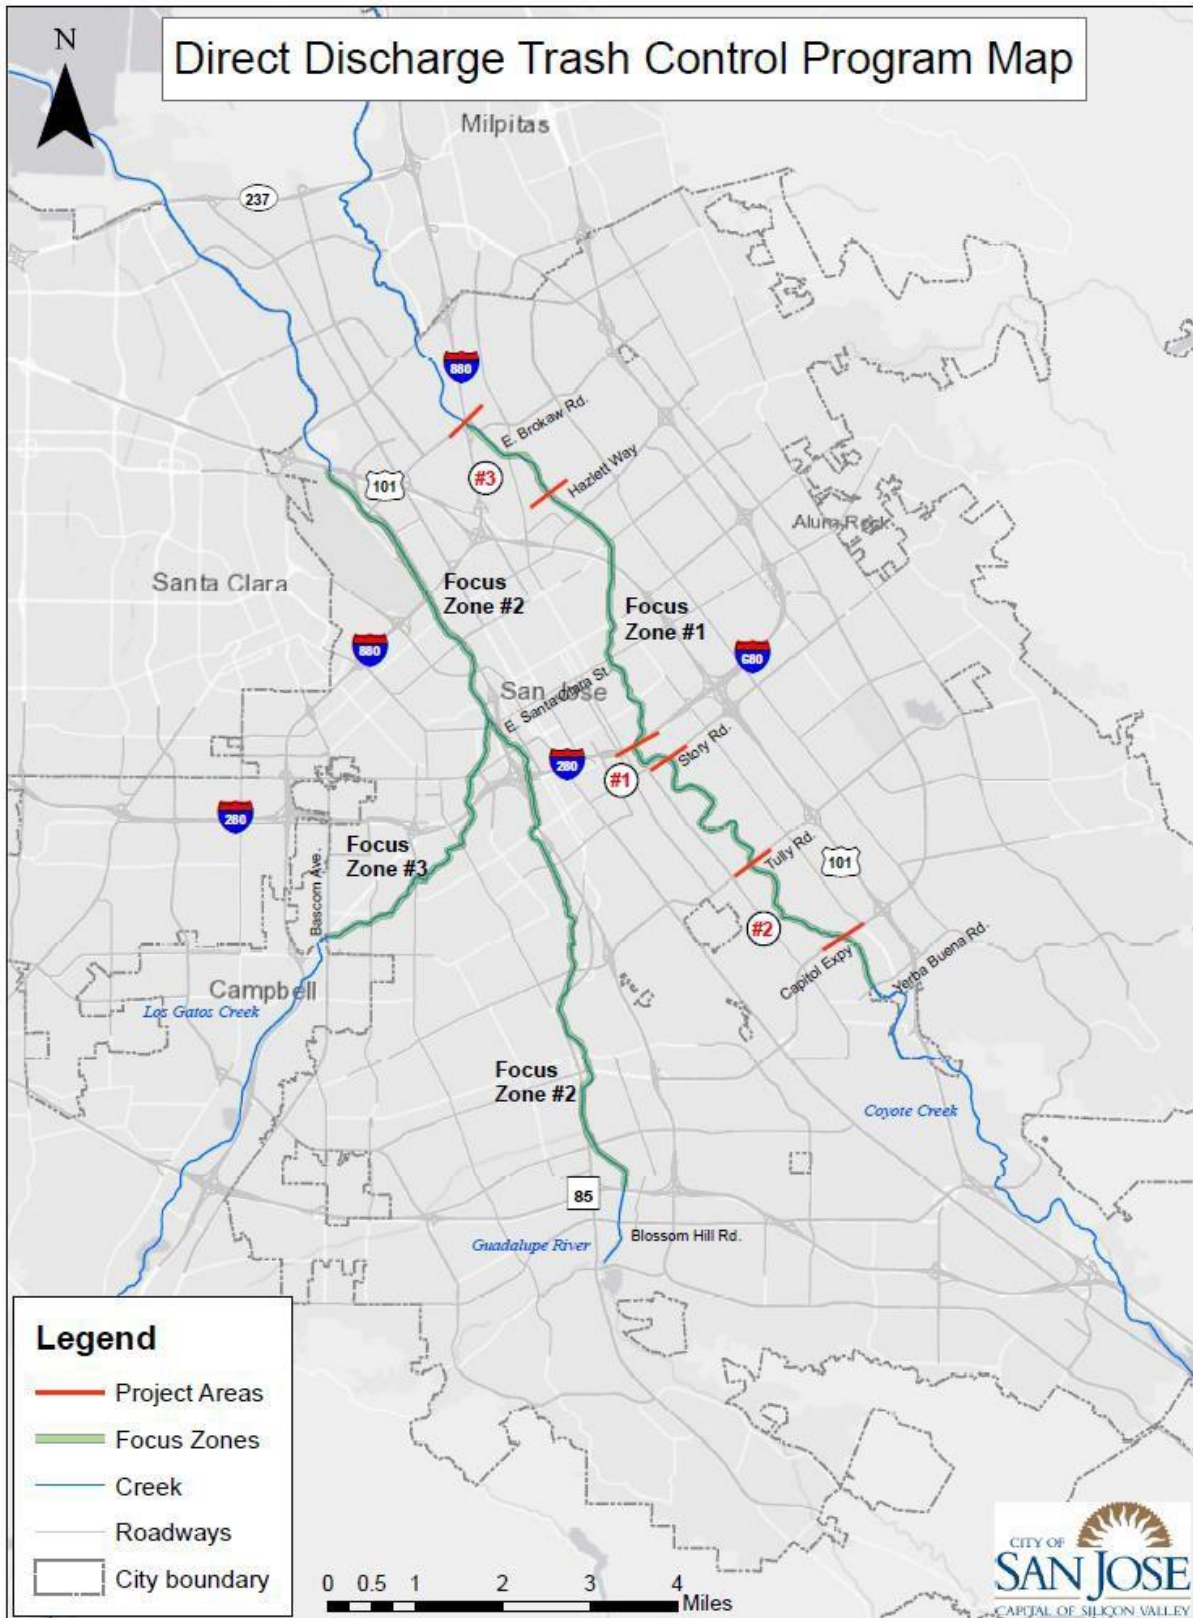 N
Direct Discharge Trash Control Program Map
Milpitas
237
880
E. Brokaw Rd.
#3
Hazlett Way
101
Alum Rock
Santa Clara
Focus
Zone #2
Focus
Zone #1
880
680
San Jose
E. Santa Clara St.
Story Rd.
280
#1
280
Focus
Zone #3
Bascom Ave.
Tully Rd.
101
#2
Capitol Expy
Yerba Buena Rd.
Campbell
Los Gatos Creek
Focus
Zone #2
Coyote Creek
85
Guadalupe River
Blossom Hill Rd.
Legend
Project Areas
Focus Zones
Creek
Roadways
City boundary
0 0.5 1 2 3 4
Miles
CITY OF
SAN JOSE
CAPITAL OF SILICON VALLEY